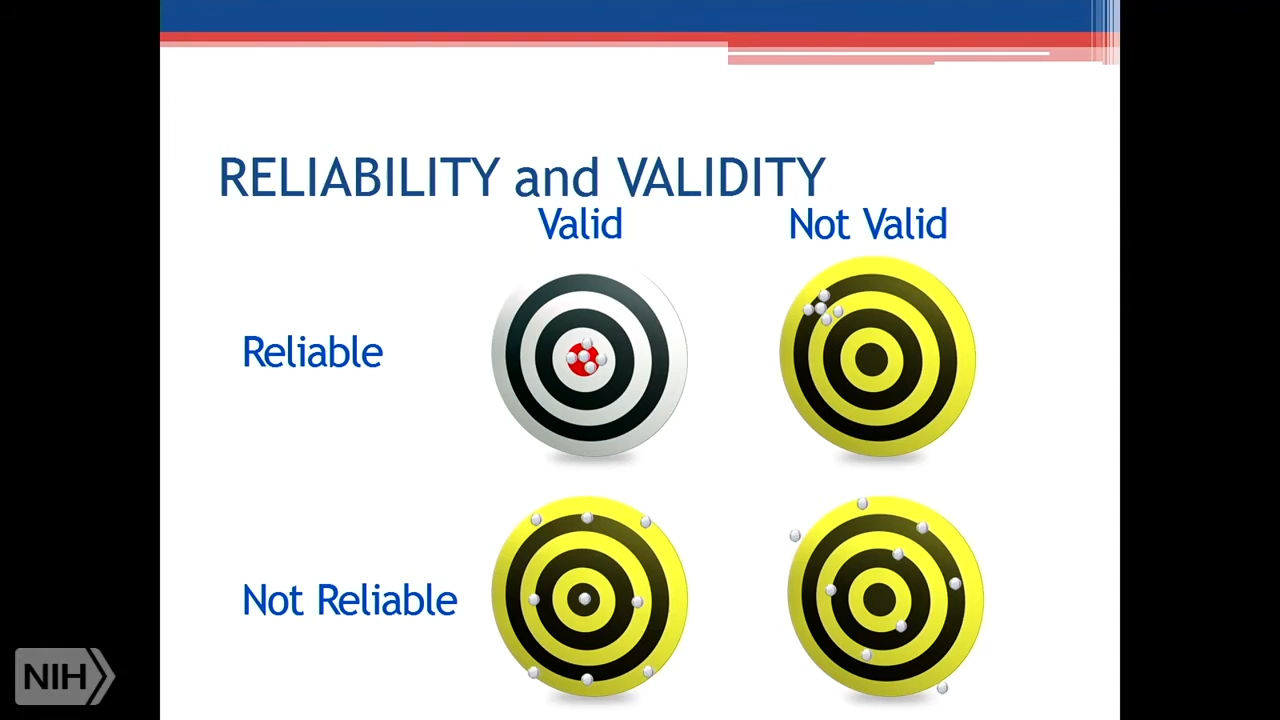 RELIABILITY and VALIDITY
Valid
Not Valid
Reliable
Not Reliable
NIH